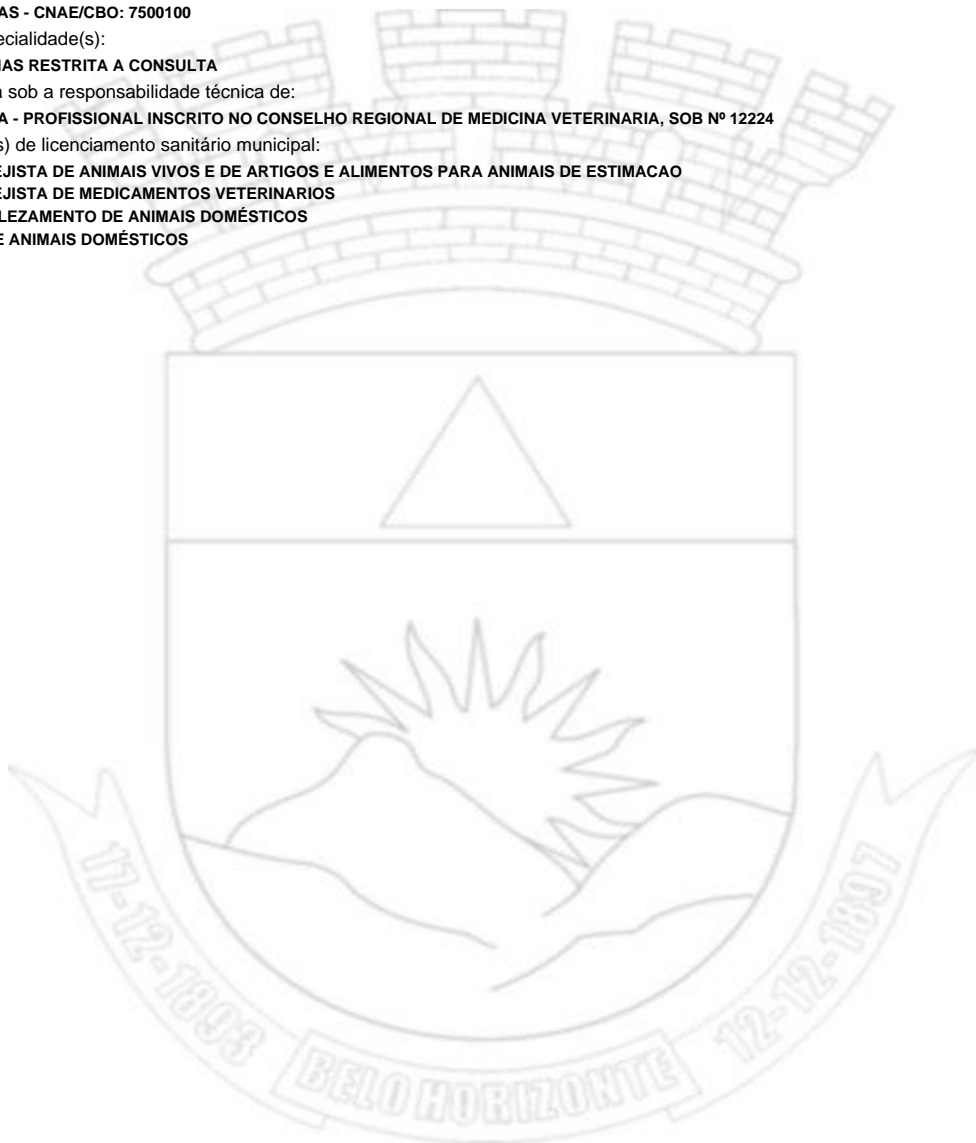 AS - CNAE/CBO: 7500100
ecialidade(s):
IAS RESTRITA A CONSULTA
a sob a responsabilidade técnica de:
A - PROFISSIONAL INSCRITO NO CONSELHO REGIONAL DE MEDICINA VETERINARIA, SOB Nº 12224
s) de licenciamento sanitário municipal:
EJISTA DE ANIMAIS VIVOS E DE ARTIGOS E ALIMENTOS PARA ANIMAIS DE ESTIMACAO
EJISTA DE MEDICAMENTOS VETERINARIOS
LEZAMENTO DE ANIMAIS DOMÉSTICOS
E ANIMAIS DOMÉSTICOS
17-12-1893
BELO HORIZONTE
12-12-1897